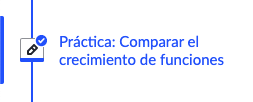 Práctica: Comparar el
crecimiento de funciones